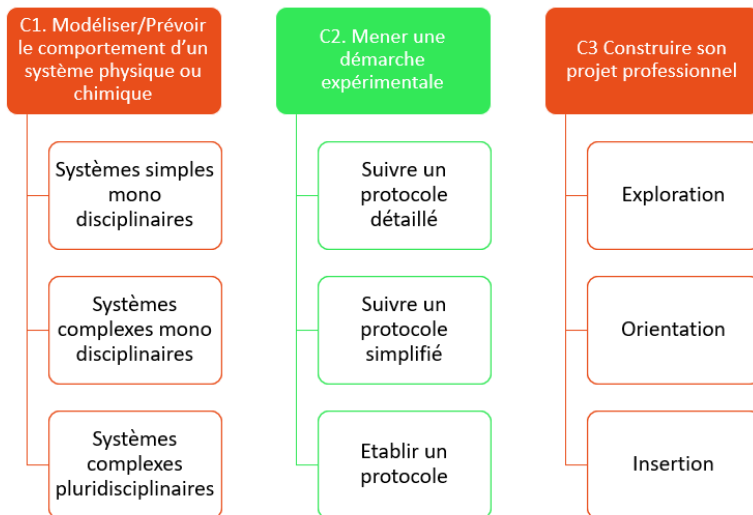 C1. Modéliser/Prévoir
le comportement d'un
système physique ou
chimique
Systèmes simples
mono
disciplinaires
Systèmes
complexes mono
disciplinaires
Systèmes
complexes
pluridisciplinaires
C2. Mener une
démarche
expérimentale
Suivre un
protocole
détaillé
Suivre un
protocole
simplifié
Etablir un
protocole
C3 Construire son
projet professionnel
Exploration
Orientation
Insertion